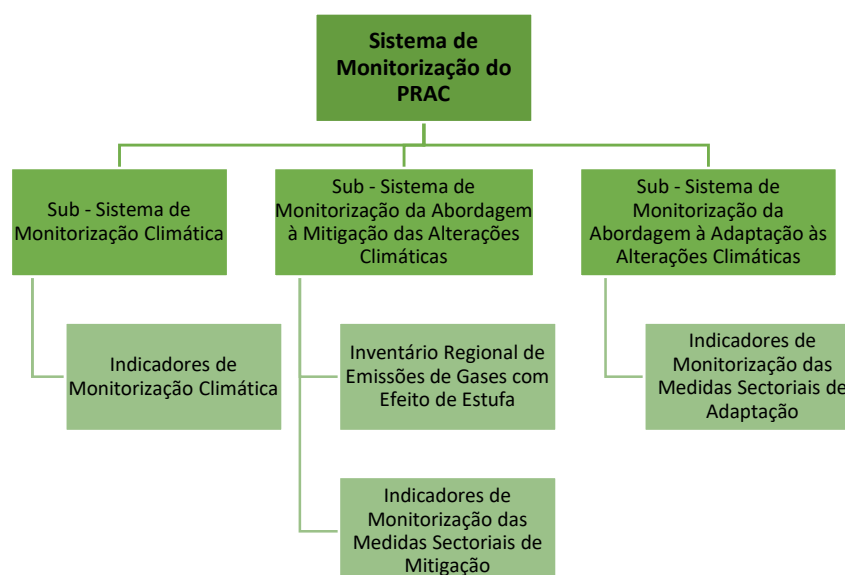 Sistema de
Monitorização do
PRAC
Sub - Sistema de
Monitorização Climática
Sub - Sistema de
Monitorização da Abordagem
à Mitigação das Alterações
Climáticas
Sub - Sistema de
Monitorização da
Abordagem à Adaptação às
Alterações Climáticas
Indicadores de
Monitorização Climática
Inventário Regional de
Emissões de Gases com
Efeito de Estufa
Indicadores de
Monitorização das
Medidas Sectoriais de
Adaptação
Indicadores de
Monitorização das
Medidas Sectoriais de
Mitigação